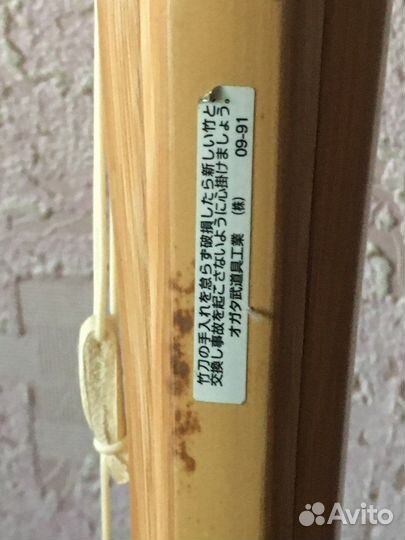 竹刀の手入れを怠らず破損したら新しい竹と
交換し事故を起こさないように心掛けましょう。
オガタ武道具工業 (株) 09-91
Avito